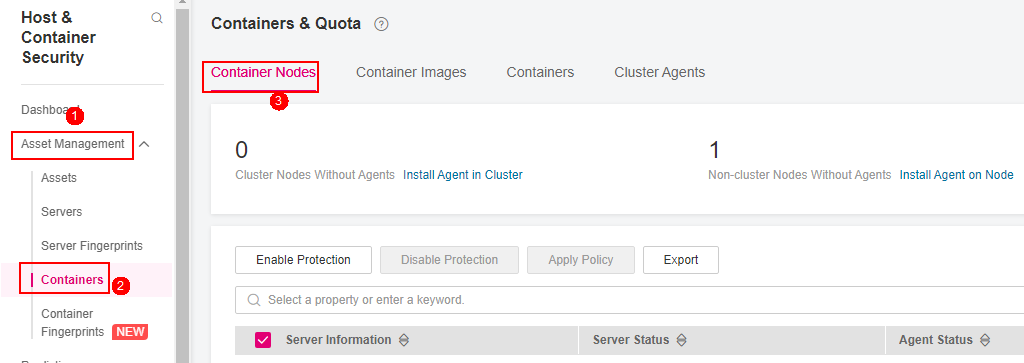 Host &
Container
Security
Dashboard
1
Asset Management
Assets
Servers
Server Fingerprints
Containers
2
Container
Fingerprints NEW
Containers & Quota ?
Container Nodes Container Images Containers Cluster Agents
3
0
Cluster Nodes Without Agents Install Agent in Cluster
1
Non-cluster Nodes Without Agents Install Agent on Node
Enable Protection Disable Protection Apply Policy Export
Select a property or enter a keyword.
Server Information Server Status Agent Status